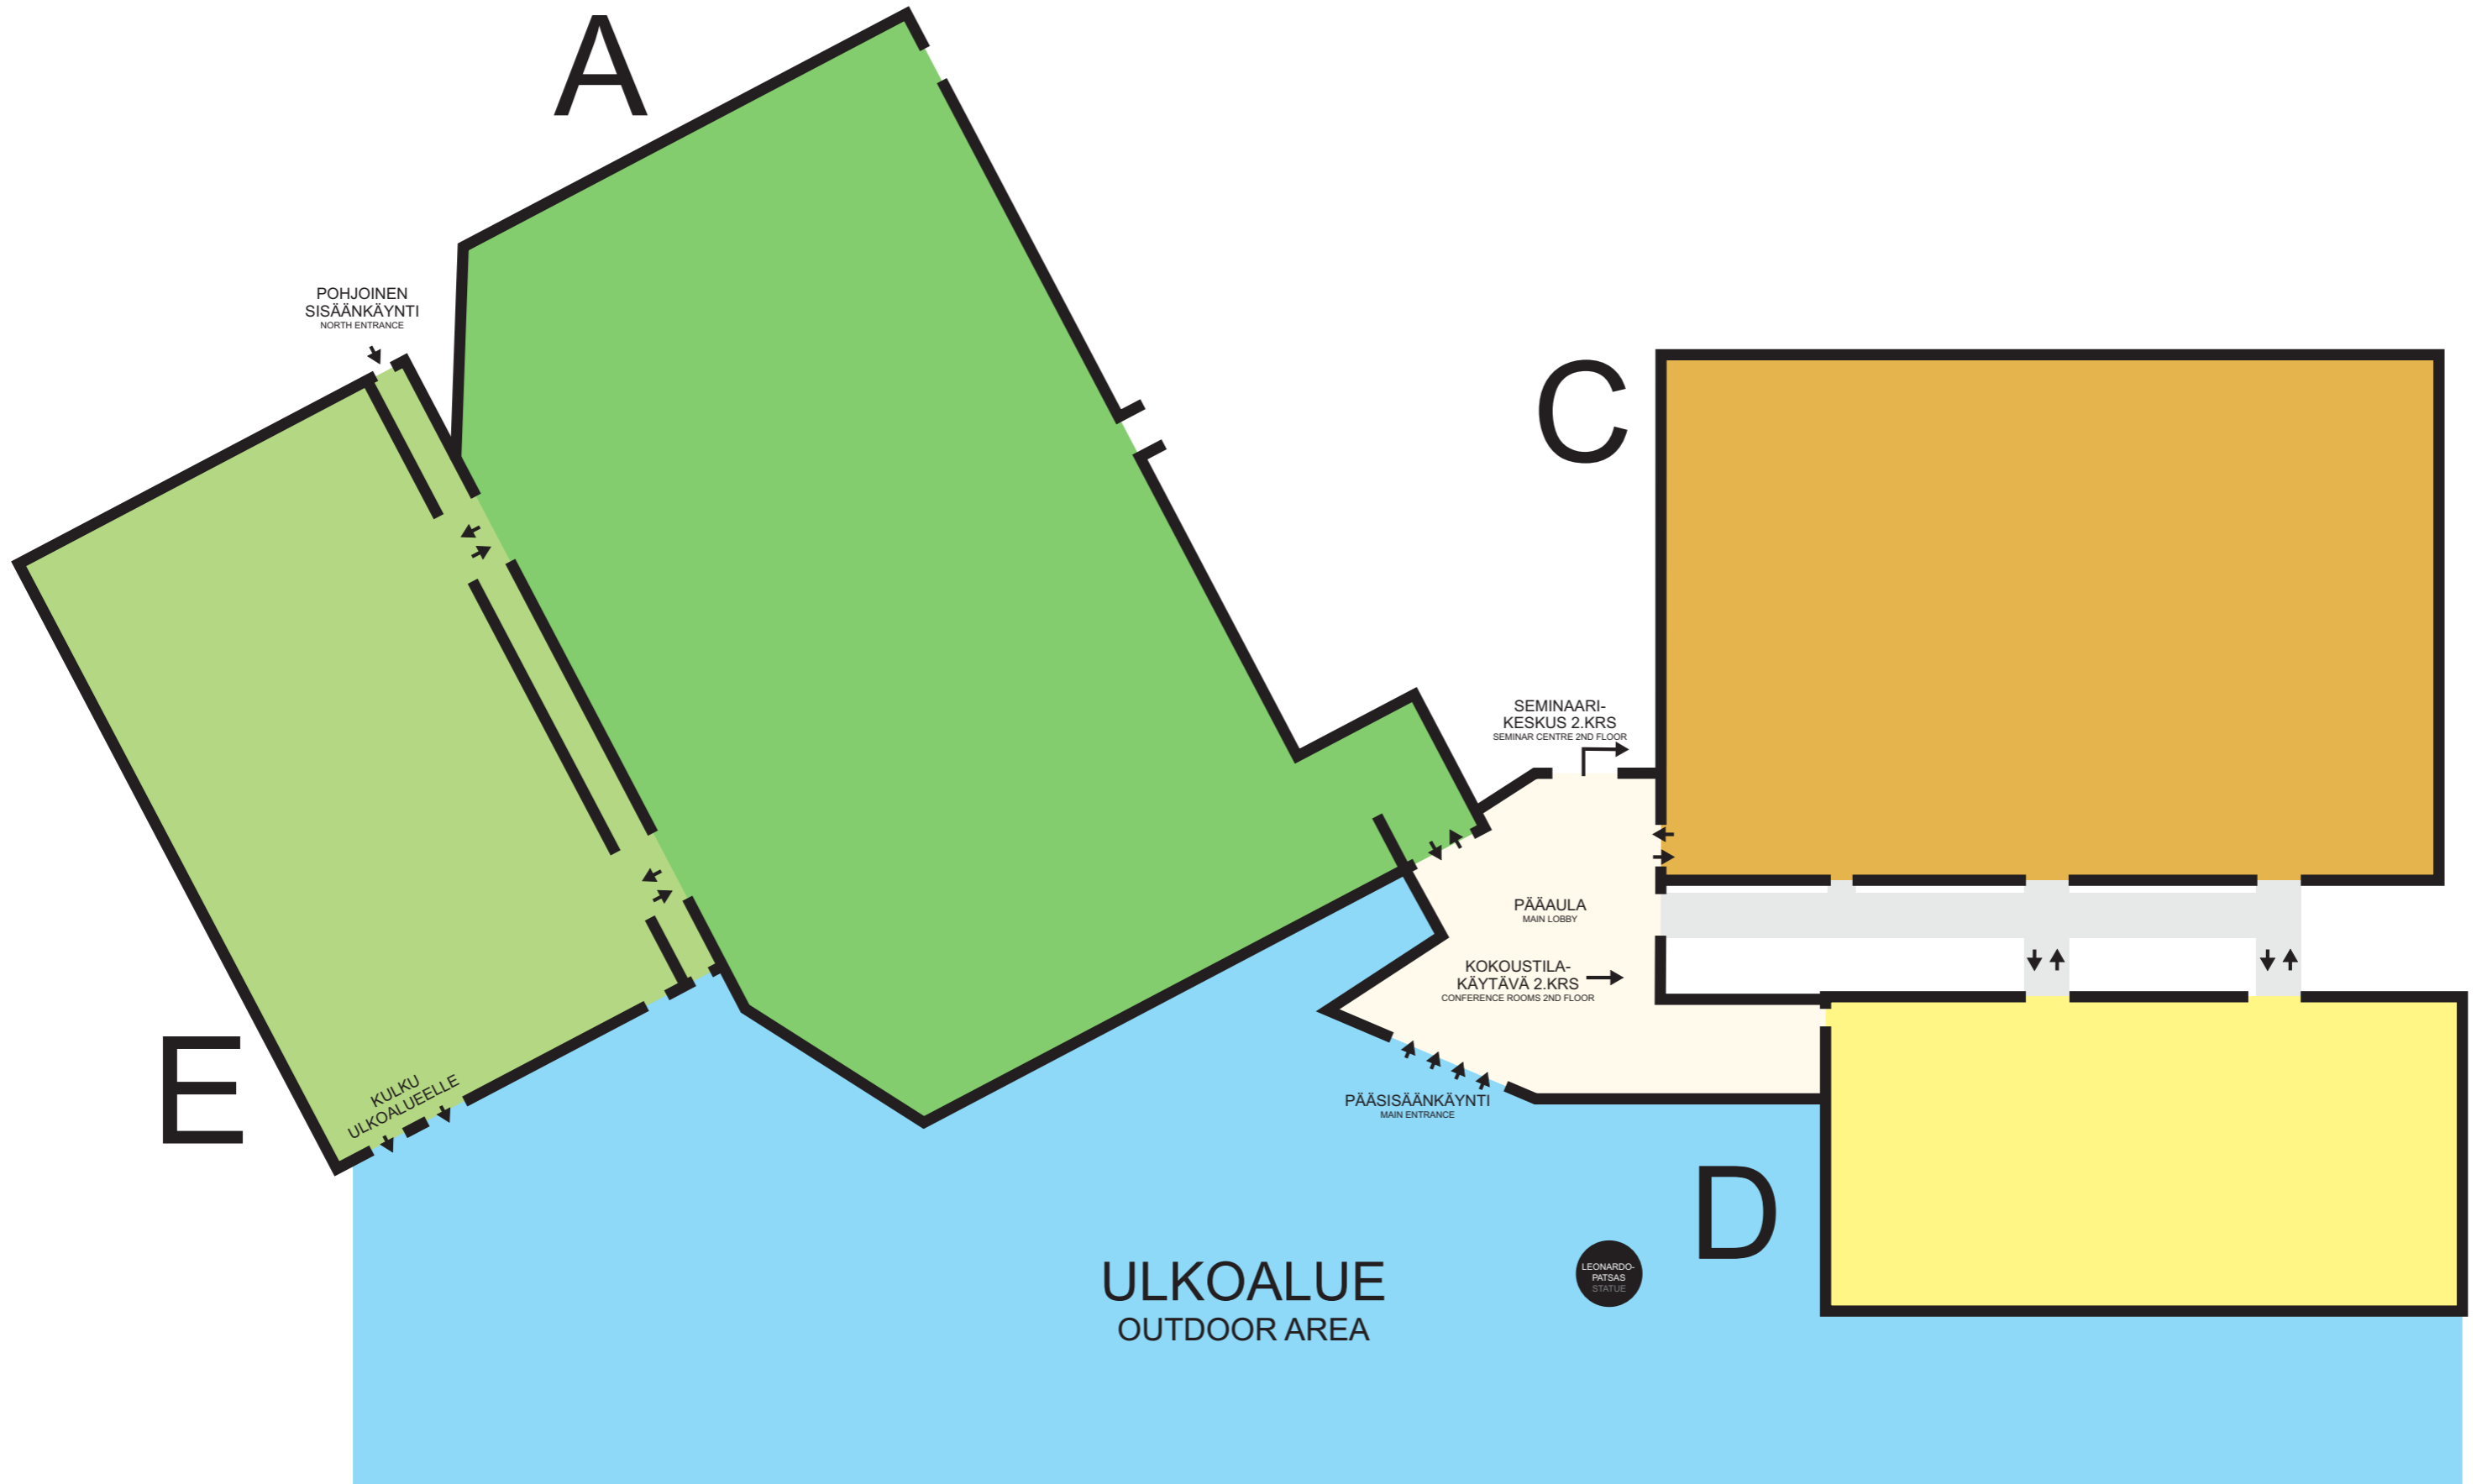 A
POHJOINEN
SISÄÄNKÄYNTI
NORTH ENTRANCE
C
SEMINAARI-
KESKUS 2.KRS
SEMINAR CENTRE 2ND FLOOR
PÄÄAULA
MAIN LOBBY
KOKOUSTILA-
KÄYTÄVÄ 2.KRS
CONFERENCE ROOMS 2ND FLOOR
E
KULKU
ULKOALUEELLE
PÄÄSISÄÄNKÄYNTI
MAIN ENTRANCE
D
ULKOALUE
OUTDOOR AREA
LEONARDO-
PATSAS
STATUE